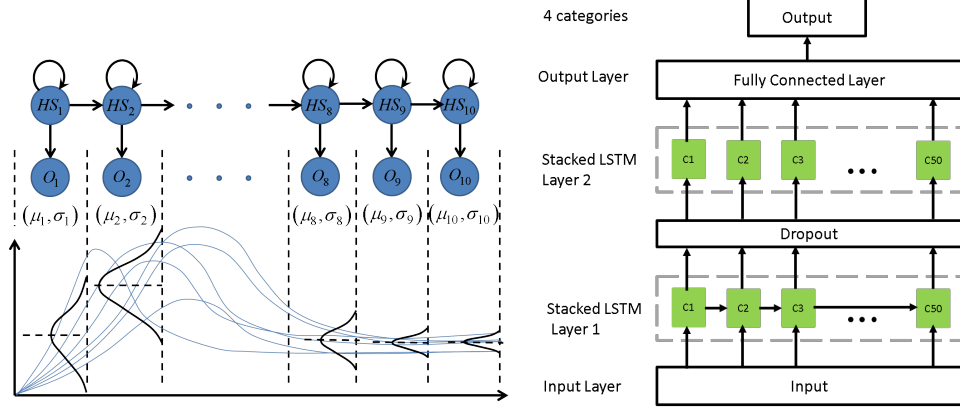 HS1 HS2 . . . HS8 HS9 HS10
O1 O2 . . . O8 O9 O10
(μ1,σ1) (μ2,σ2) (μ8,σ8) (μ9,σ9) (μ10,σ10)
4 categories Output
Output Layer Fully Connected Layer
Stacked LSTM
Layer 2
C1 C2 C3 ... C50
Dropout
Stacked LSTM
Layer 1
C1 C2 C3 ... C50
Input Layer Input